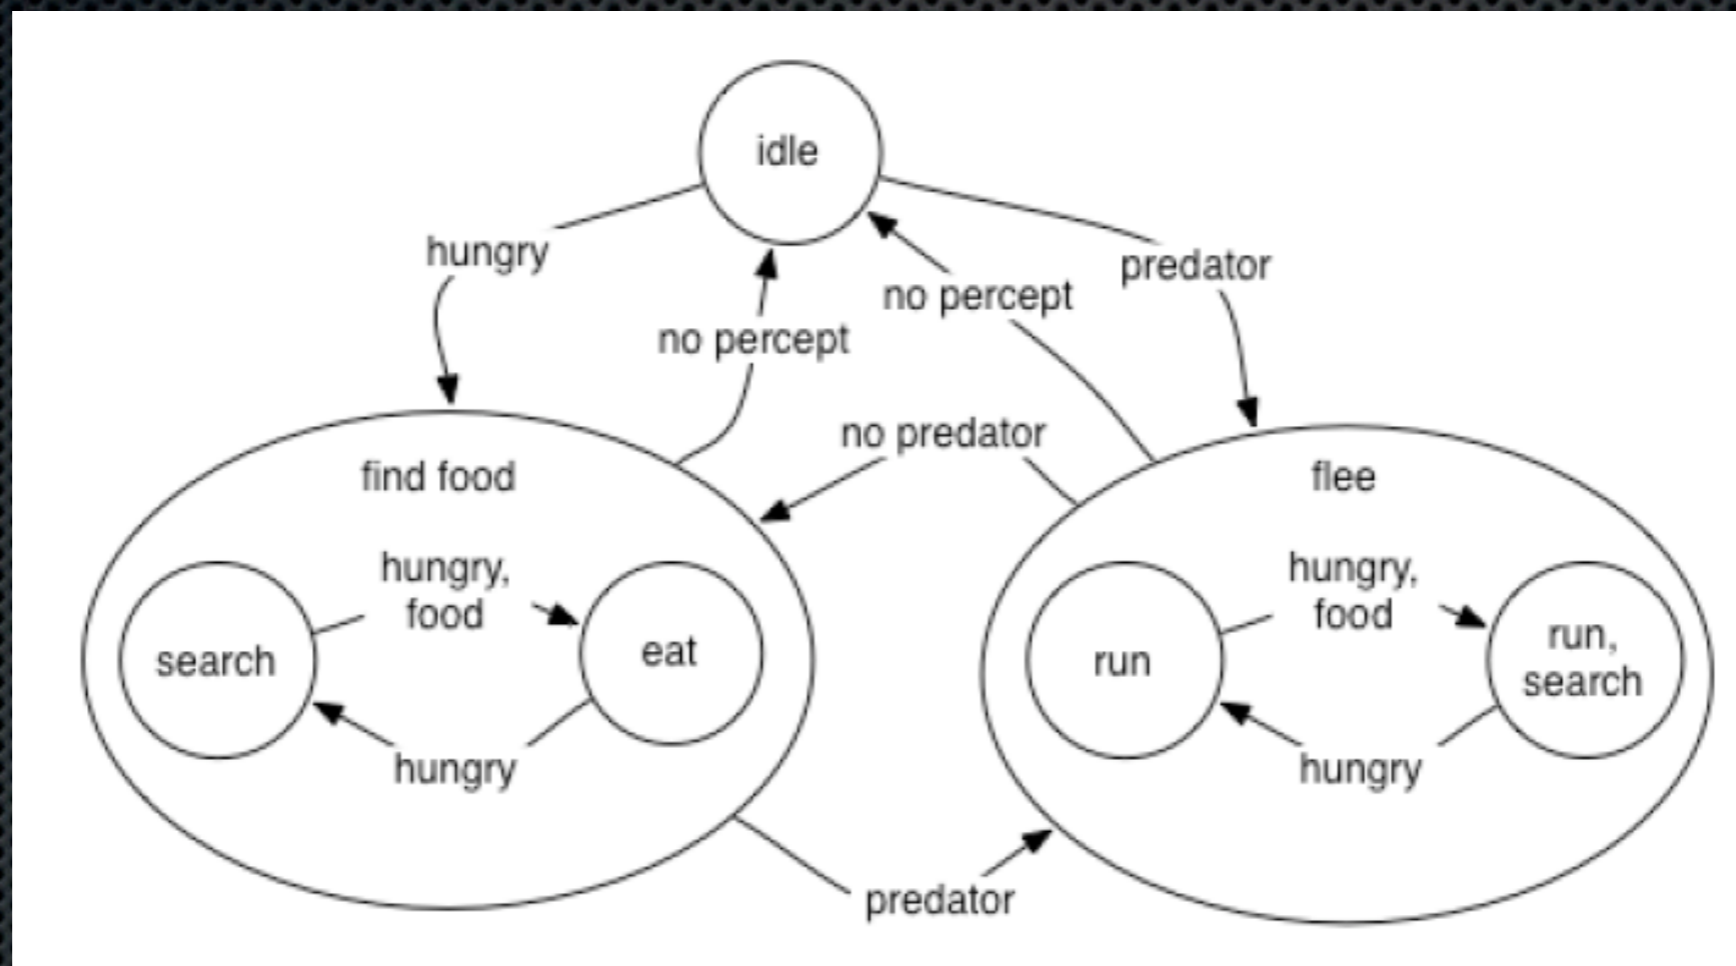 idle
hungry
predator
no percept
no percept
no predator
find food
flee
hungry,
food
hungry,
food
search
eat
run
run,
search
hungry
hungry
predator